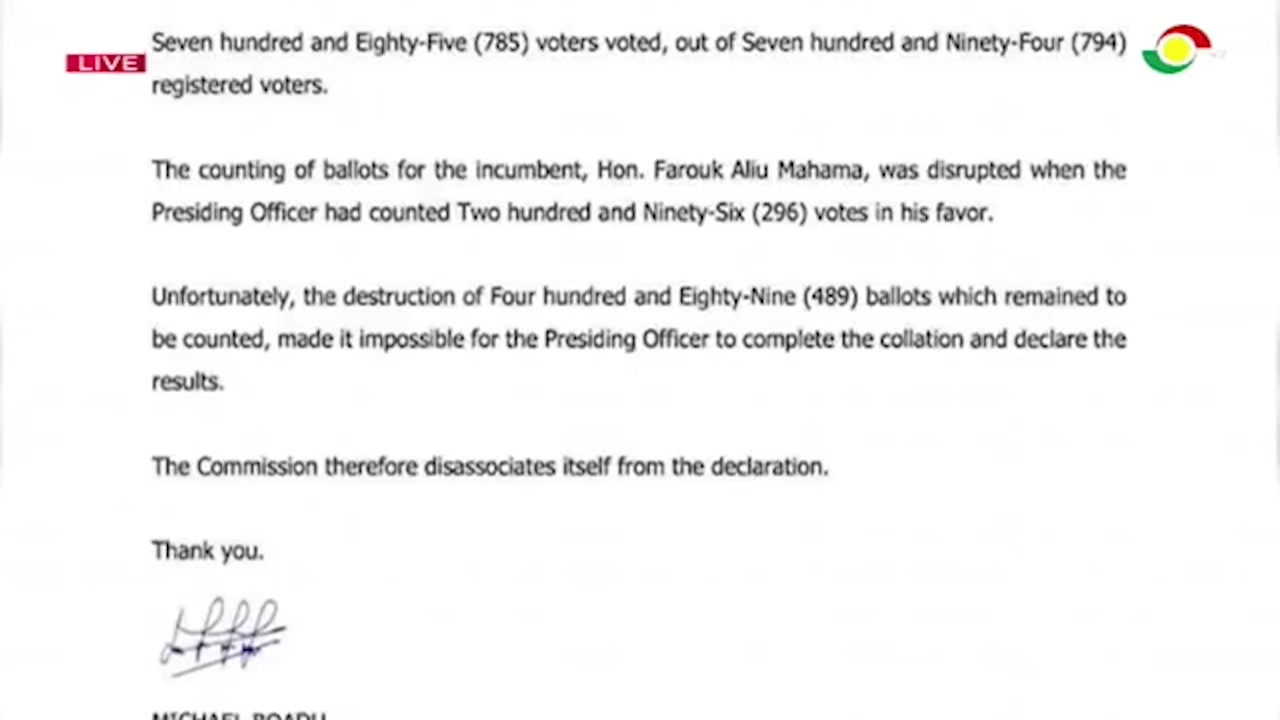 Seven hundred and Eighty-Five (785) voters voted, out of Seven hundred and Ninety-Four (794)
LIVE
registered voters.
The counting of ballots for the incumbent, Hon. Farouk Aliu Mahama, was disrupted when the
Presiding Officer had counted Two hundred and Ninety-Six (296) votes in his favor.
Unfortunately, the destruction of Four hundred and Eighty-Nine (489) ballots which remained to
be counted, made it impossible for the Presiding Officer to complete the collation and declare the
results.
The Commission therefore disassociates itself from the declaration.
Thank you.
MICHAEL BOADU